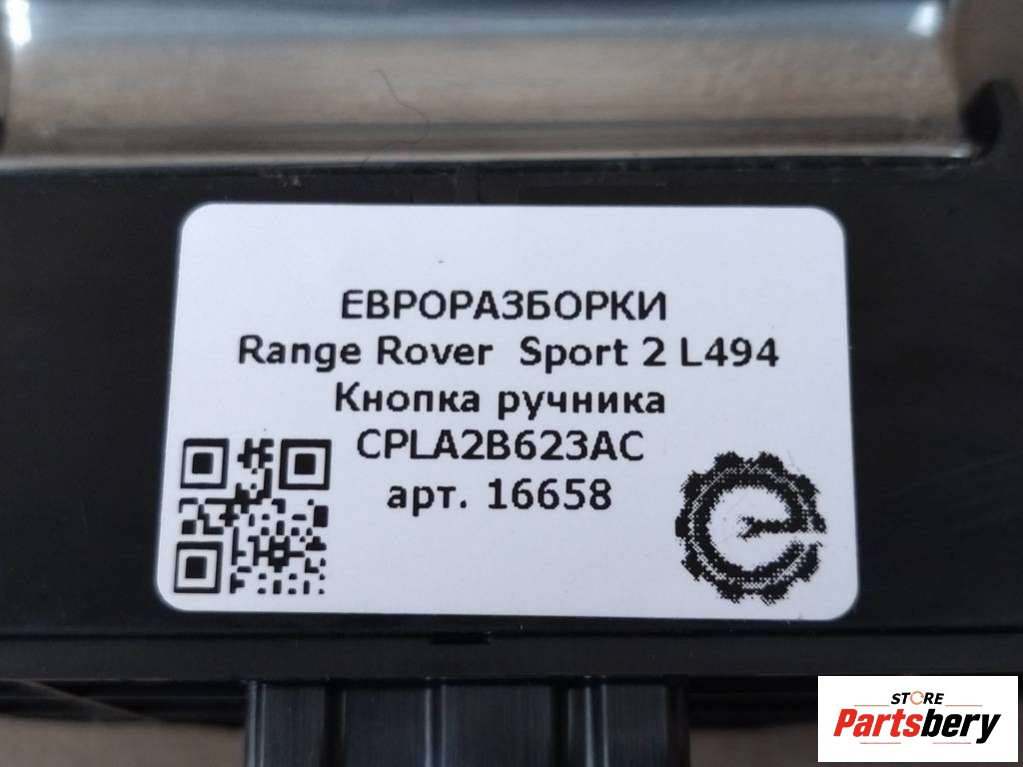 ЕВРОРАЗБОРКИ
Range Rover Sport 2 L494
Кнопка ручника
CPLA2B623AC
арт. 16658
STORE
Partsbery